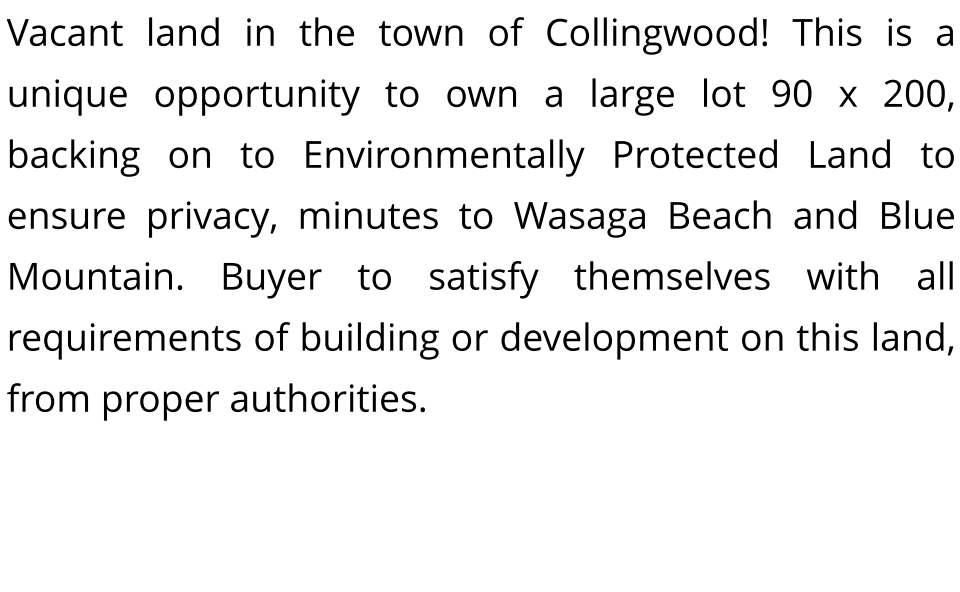 Vacant land in the town of Collingwood! This is a
unique opportunity to own a large lot 90 x 200,
backing on to Environmentally Protected Land to
ensure privacy, minutes to Wasaga Beach and Blue
Mountain. Buyer to satisfy themselves with all
requirements of building or development on this land,
from proper authorities.